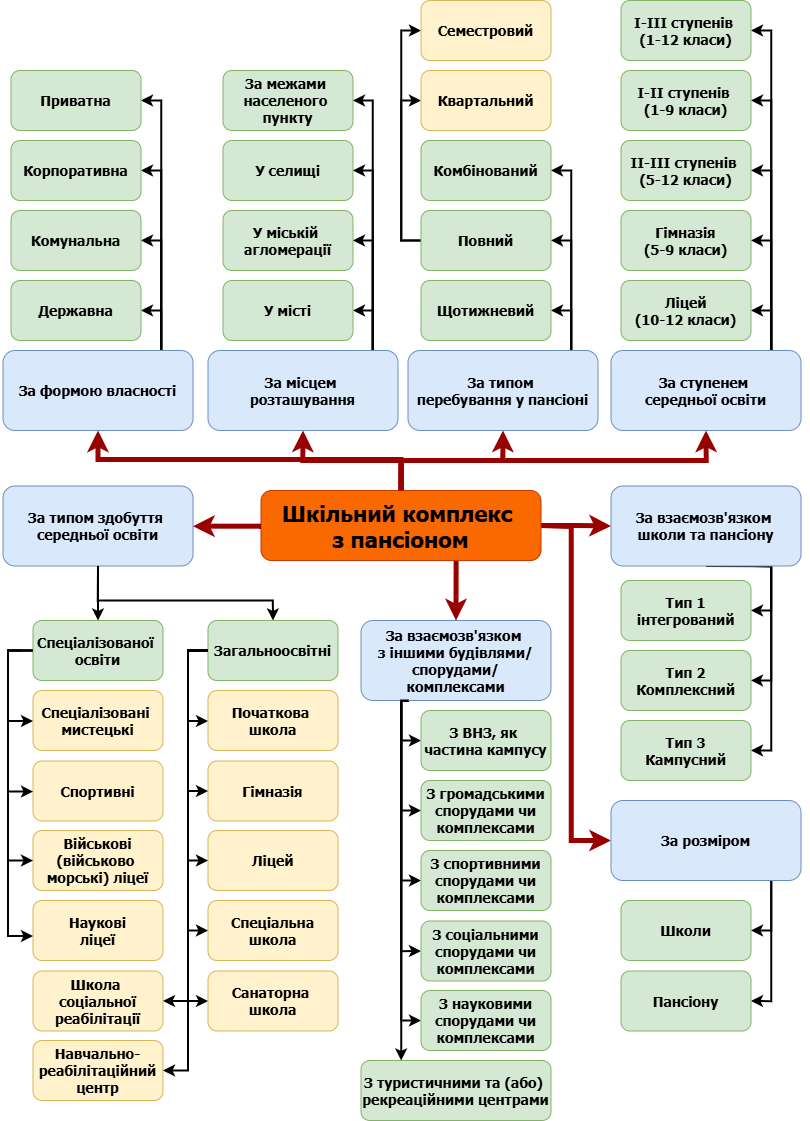 Семестровий
Квартальний
Комбінований
Повний
Щотижневий
За типом
перебування у пансіоні
Приватна
Корпоративна
Комунальна
Державна
За формою власності
За межами
населеного
пункту
У селищі
У міській
агломерації
У місті
За місцем
розташування
І-ІІІ ступенів
(1-12 класи)
І-ІІ ступенів
(1-9 класи)
ІІ-ІІІ ступенів
(5-12 класи)
Гімназія
(5-9 класи)
Ліцей
(10-12 класи)
За ступенем
середньої освіти
Шкільний комплекс
з пансіоном
За типом здобуття
середньої освіти
Спеціалізованої
освіти
Спеціалізовані
мистецькі
Спортивні
Військові
(військово
морські) ліцеї
Наукові
ліцеї
Школа
соціальної
реабілітації
Навчально-
реабілітаційний
центр
Загальноосвітні
Початкова
школа
Гімназія
Ліцей
Спеціальна
школа
Санаторна
школа
За взаємозв'язком
з іншими будівлями/
спорудами/
комплексами
З ВНЗ, як
частина кампусу
З громадськими
спорудами чи
комплексами
З спортивними
спорудами чи
комплексами
З соціальними
спорудами чи
комплексами
З науковими
спорудами чи
комплексами
З туристичними та (або)
рекреаційними центрами
За взаємозв'язком
школи та пансіону
Тип 1
інтегрований
Тип 2
Комплексний
Тип 3
Кампусний
За розміром
Школи
Пансіону